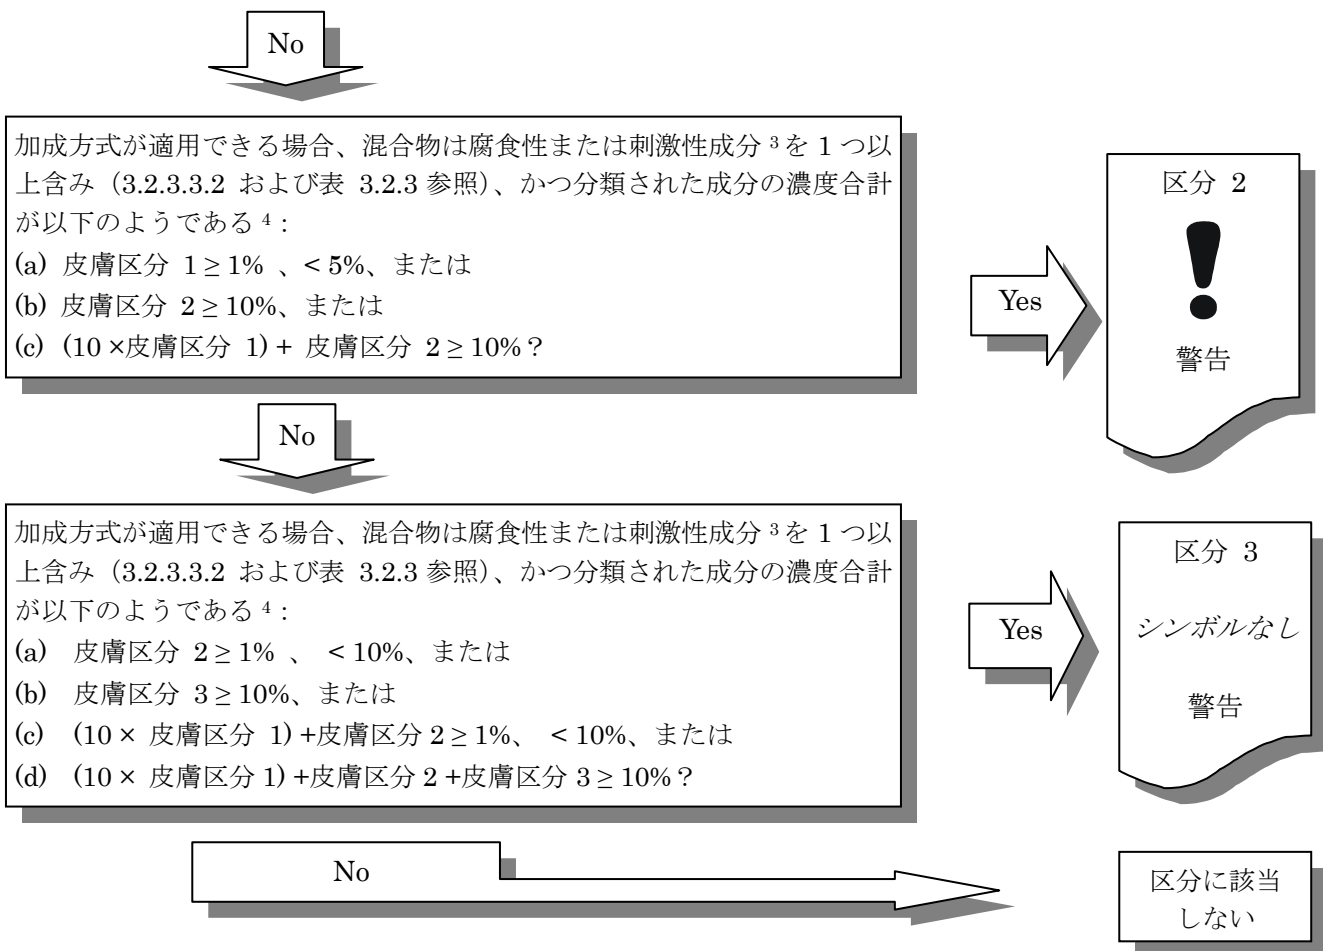 No
加成方式が適用できる場合、混合物は腐食性または刺激性成分 3 を 1 つ以
上含み（3.2.3.3.2 および表 3.2.3 参照）、かつ分類された成分の濃度合計
が以下のようである 4：
(a) 皮膚区分 1 ≥ 1% 、< 5%、または
(b) 皮膚区分 2 ≥ 10%、または
(c) (10 ×皮膚区分 1) + 皮膚区分 2 ≥ 10%？
Yes
区分 2
!
警告
No
加成方式が適用できる場合、混合物は腐食性または刺激性成分 3 を 1 つ以
上含み（3.2.3.3.2 および表 3.2.3 参照）、かつ分類された成分の濃度合計
が以下のようである 4：
(a) 皮膚区分 2 ≥ 1% 、 < 10%、または
(b) 皮膚区分 3 ≥ 10%、または
(c) (10 × 皮膚区分 1) +皮膚区分 2 ≥ 1%、 < 10%、または
(d) (10 × 皮膚区分 1) +皮膚区分 2 +皮膚区分 3 ≥ 10%？
Yes
区分 3
シンボルなし
警告
No
区分に該当
しない